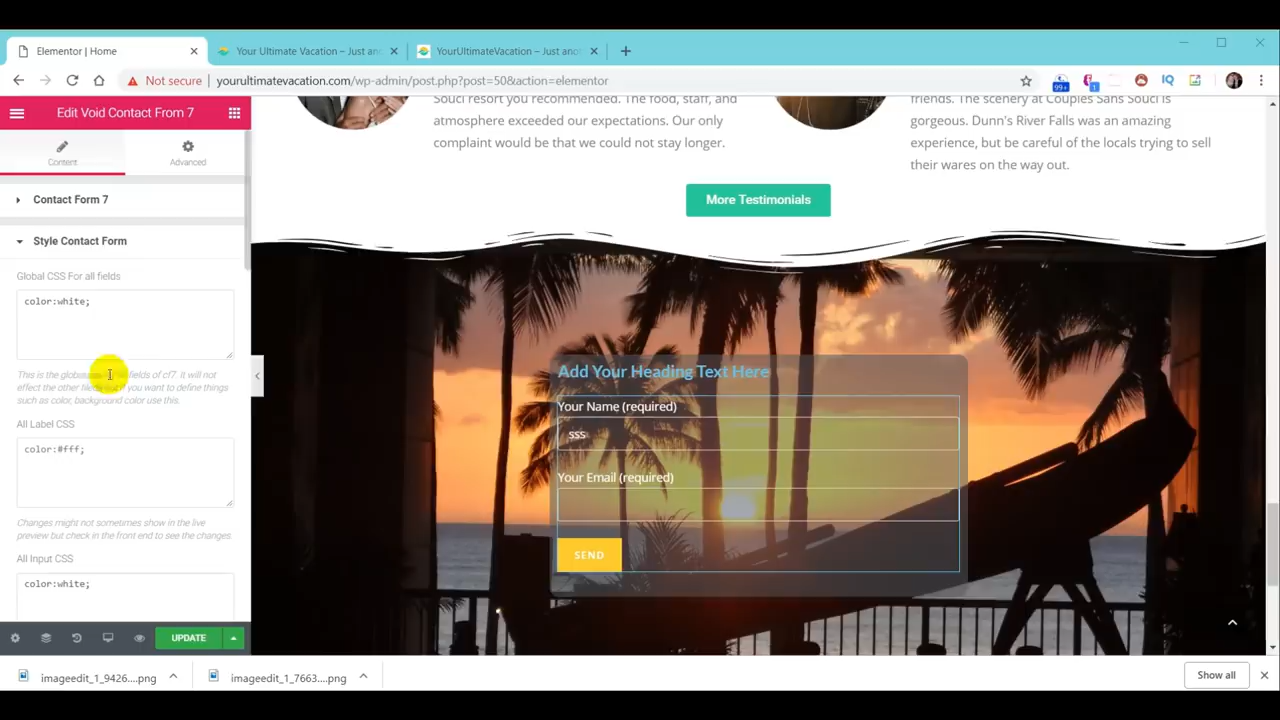 Elementor | Home
Your Ultimate Vacation – Just an
YourUltimateVacation – Just ano
Not secure | yourultimatevacation.com/wp-admin/post.php?post=50&action=elementor
99+
1
IQ
Edit Void Contact From 7
Content
Advanced
Contact Form 7
Style Contact Form
Global CSS For all fields
color:white;
This is the global fields of cf7. It will not
effect the other if you want to define things
such as color, background color use this.
All Label CSS
color:#fff;
Changes might not sometimes show in the live
preview but check in the front end to see the changes.
All Input CSS
color:white;
UPDATE
Souci resort you recommended. The food, staff, and
atmosphere exceeded our expectations. Our only
complaint would be that we could not stay longer.
friends. The scenery at Couples Sans Souci is
gorgeous. Dunn's River Falls was an amazing
experience, but be careful of the locals trying to sell
their wares on the way out.
More Testimonials
Add Your Heading Text Here
Your Name (required)
sss
Your Email (required)
SEND
imageedit_1_9426....png
imageedit_1_7663....png
Show all